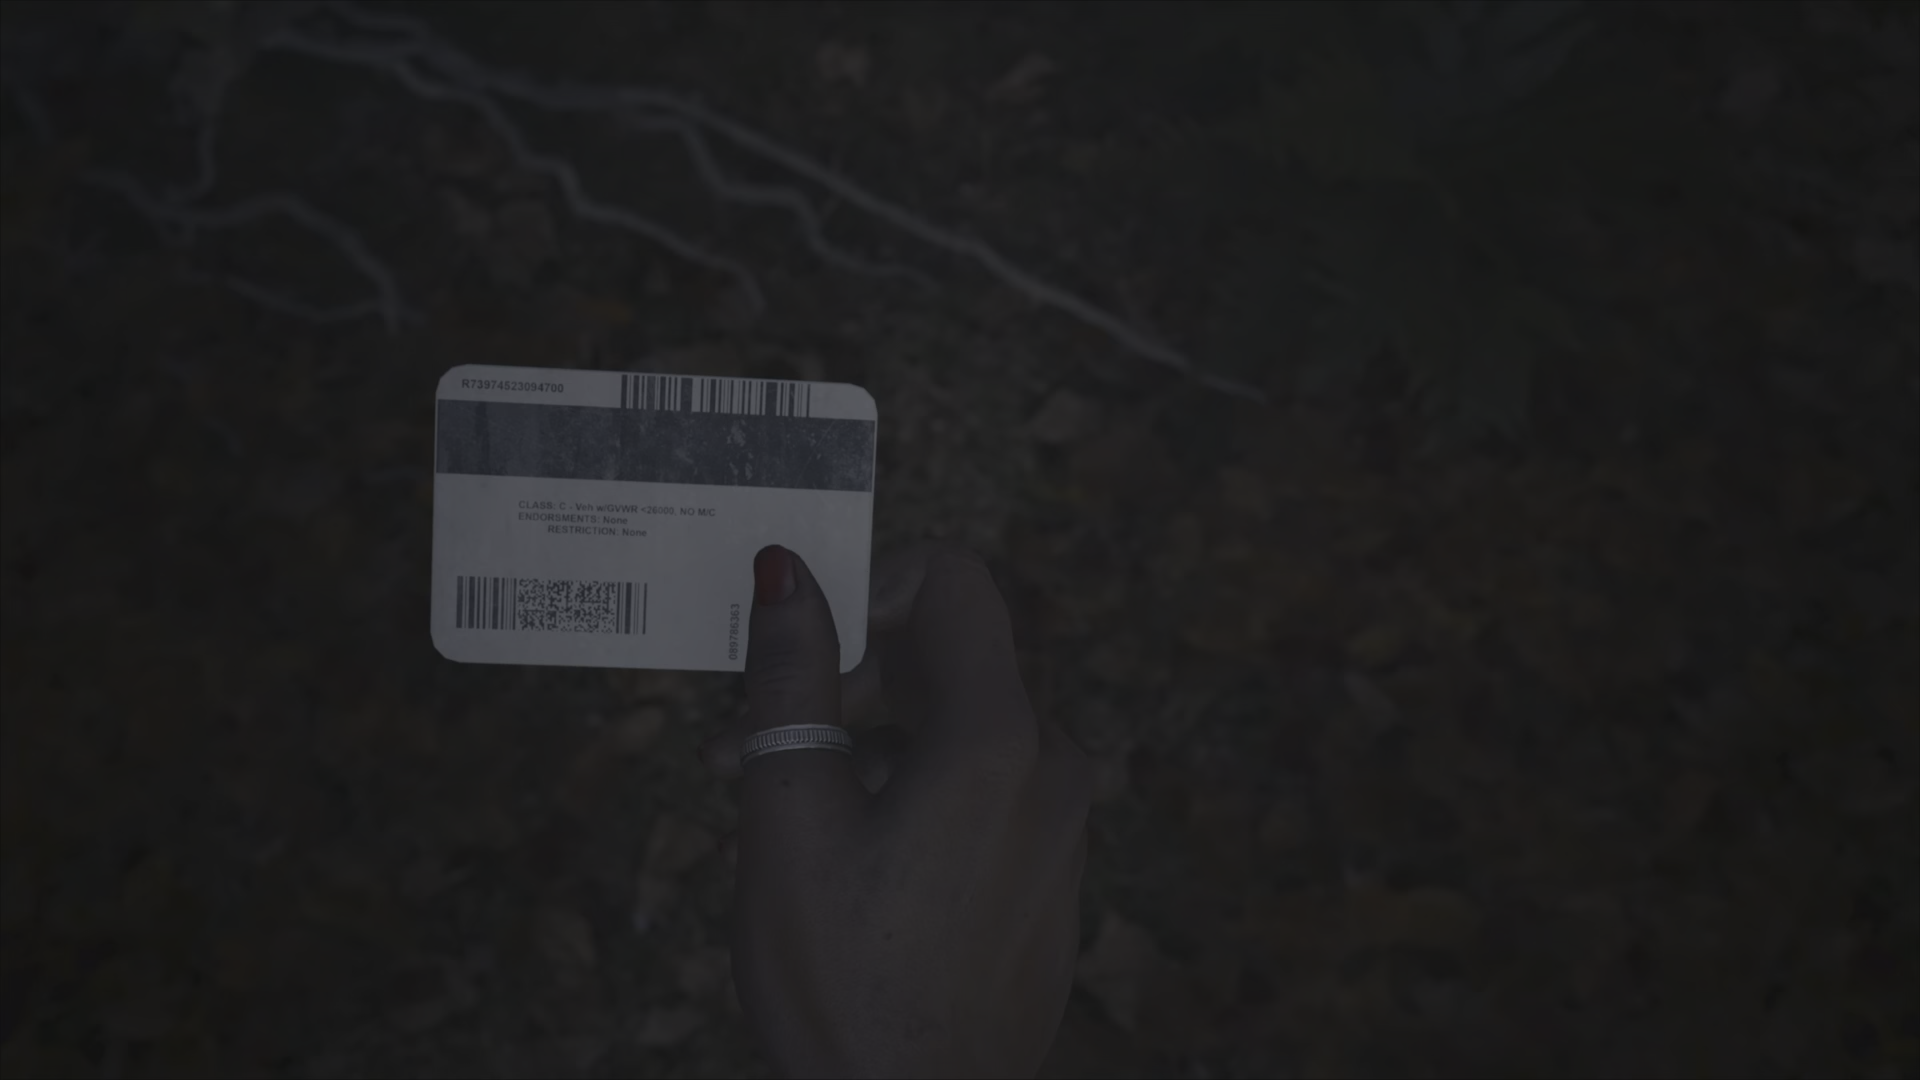 R73974523094700
CLASS: C - Veh w/GVWR <26000, NO M/C
ENDORSMENTS: None
RESTRICTION: None
089786363